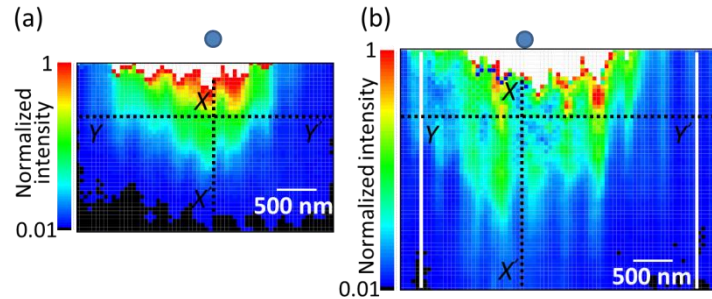 (a)
1
Normalized
intensity
0.01
X
Y
Y´
X´
500 nm
(b)
1
Normalized intensity
0.01
X
Y
Y´
X´
500 nm